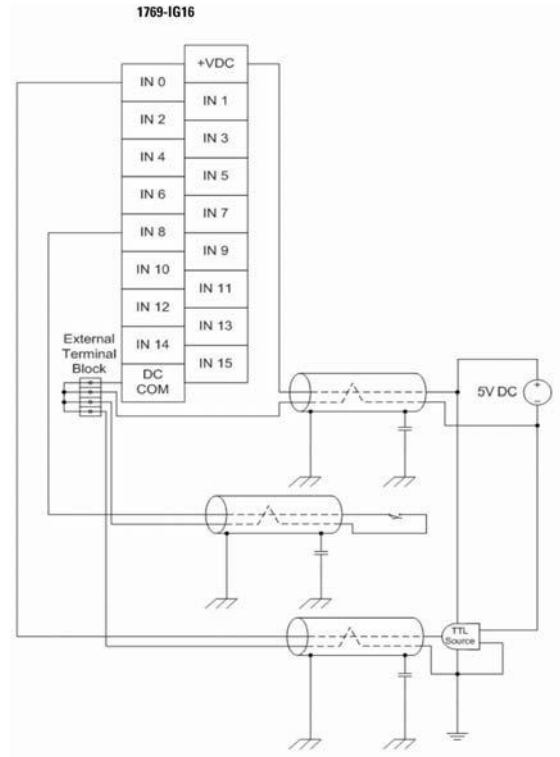 1769-IG16
+VDC
IN 0
IN 1
IN 2
IN 3
IN 4
IN 5
IN 6
IN 7
IN 8
IN 9
IN 10
IN 11
IN 12
IN 13
IN 14
IN 15
DC
COM
External
Terminal
Block
5V DC
+
−
TTL
Source